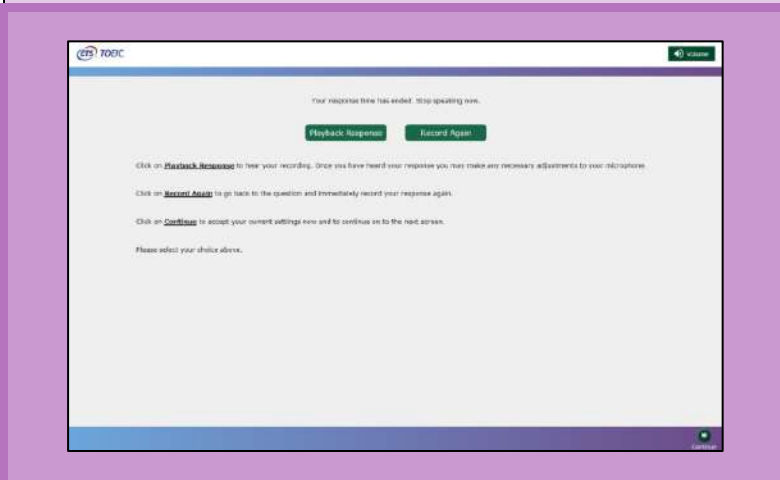 ETS TOEIC
Volume
Your response time has ended. Stop speaking now.
Playback Response Record Again
Click on Playback Response to hear your recording. Once you have heard your response you may make any necessary adjustments to your microphone.
Click on Record Again to go back to the question and immediately record your response again.
Click on Continue to accept your current settings now and to continue on to the next screen.
Please select your choice above.
Continue